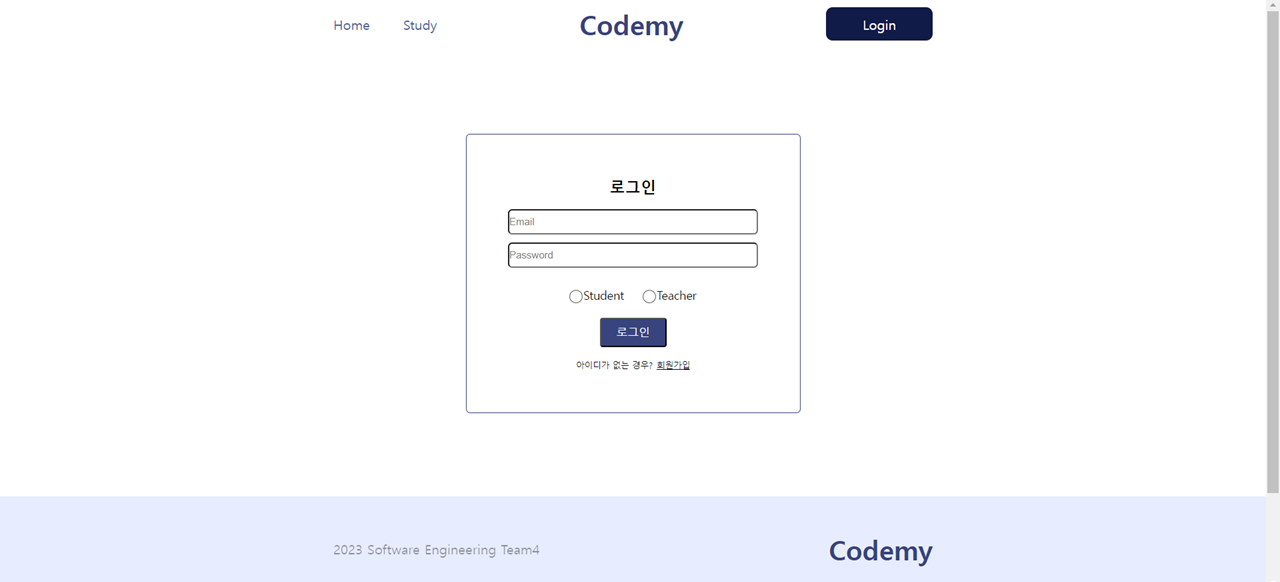 Home Study Codemy Login
로그인
Email
Password
Student Teacher
로그인
아이디가 없는 경우? 회원가입
2023 Software Engineering Team4 Codemy